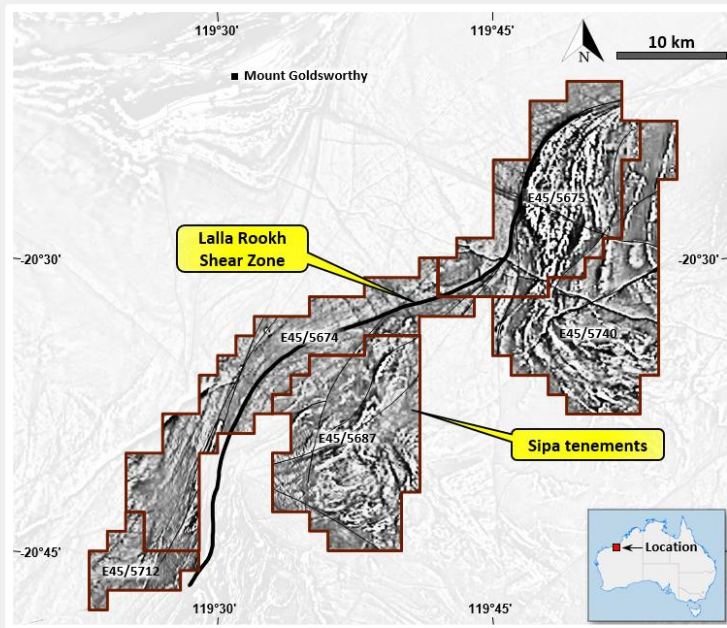 119°30'
119°45'
10 km
N
Mount Goldsworthy
E45/5675
Lalla Rookh
Shear Zone
-20°30'
-20°30'
E45/5674
E45/5740
E45/5687
Sipa tenements
-20°45'
Location
E45/5712
119°30'
119°45'